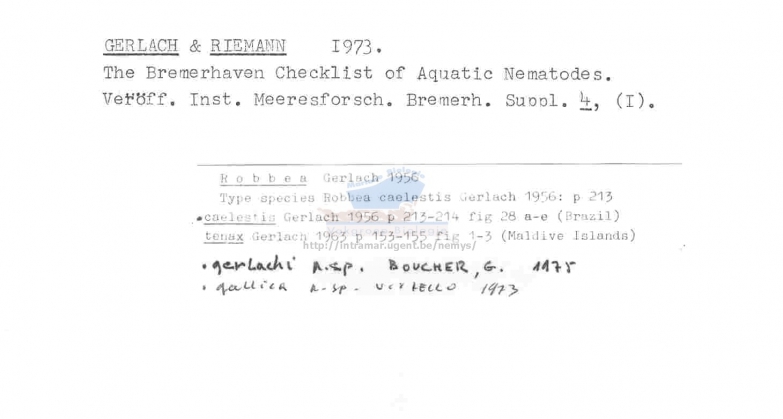 GERLACH & RIEMANN I973.
The Bremerhaven Checklist of Aquatic Nematodes.
Veröff. Inst. Meeresforsch. Bremerh. Suppl. 4, (I).
Robbea Gerlach 1956
Type species Robbea caelestis Gerlach 1956: p 213
•caelestis Gerlach 1956 p 213-214 fig 28 a-e (Brazil)
tenax Gerlach 1963 p 153-155 fig 1-3 (Maldive Islands)
http://intramar.ugent.be/nemys/
• gerlachi n.sp. BOUCHER, G. 1975
• gallica n-sp- VITIELLO 1973